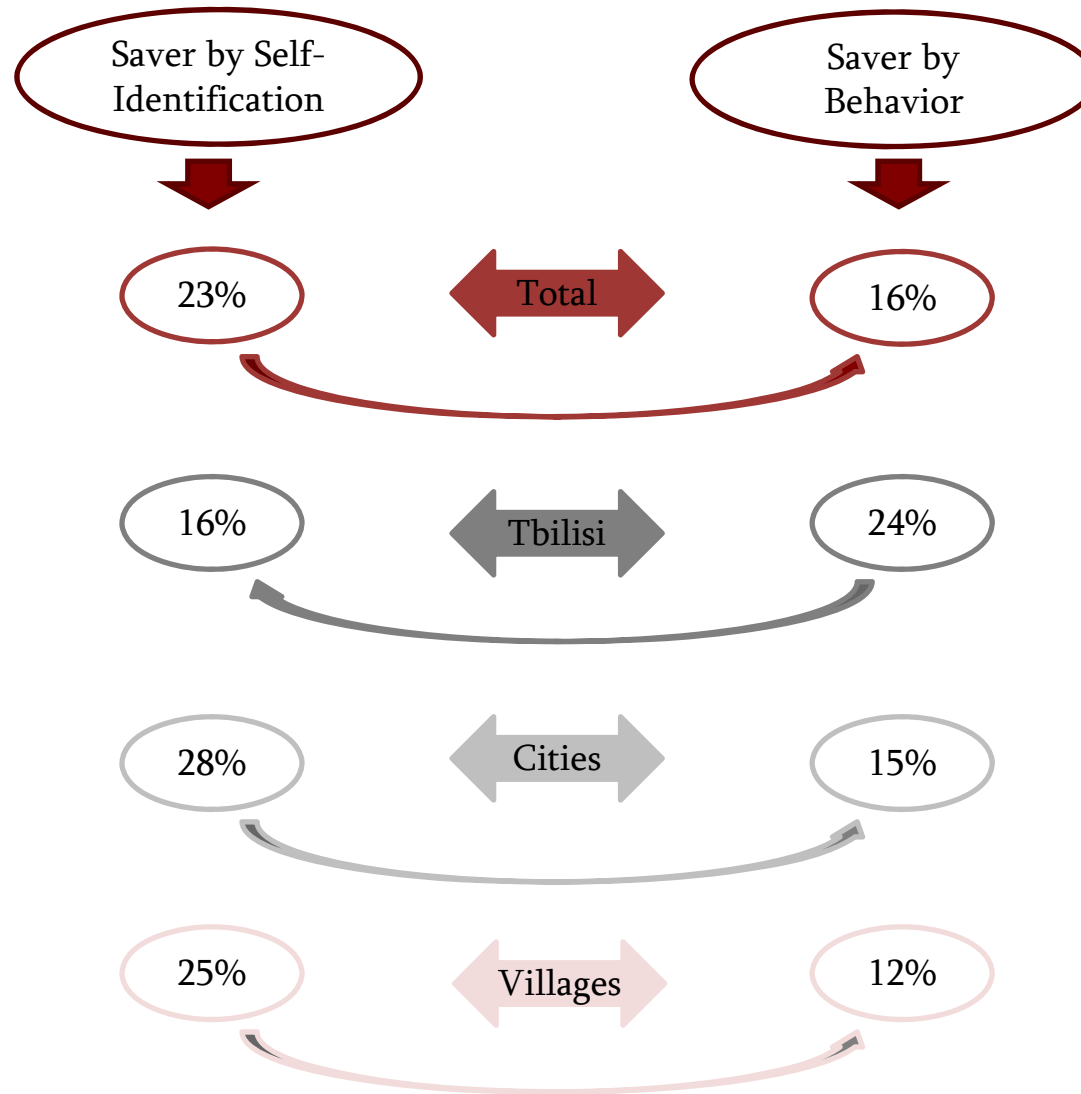 Saver by Self-
Identification
Saver by
Behavior
23%
Total
16%
16%
Tbilisi
24%
28%
Cities
15%
25%
Villages
12%